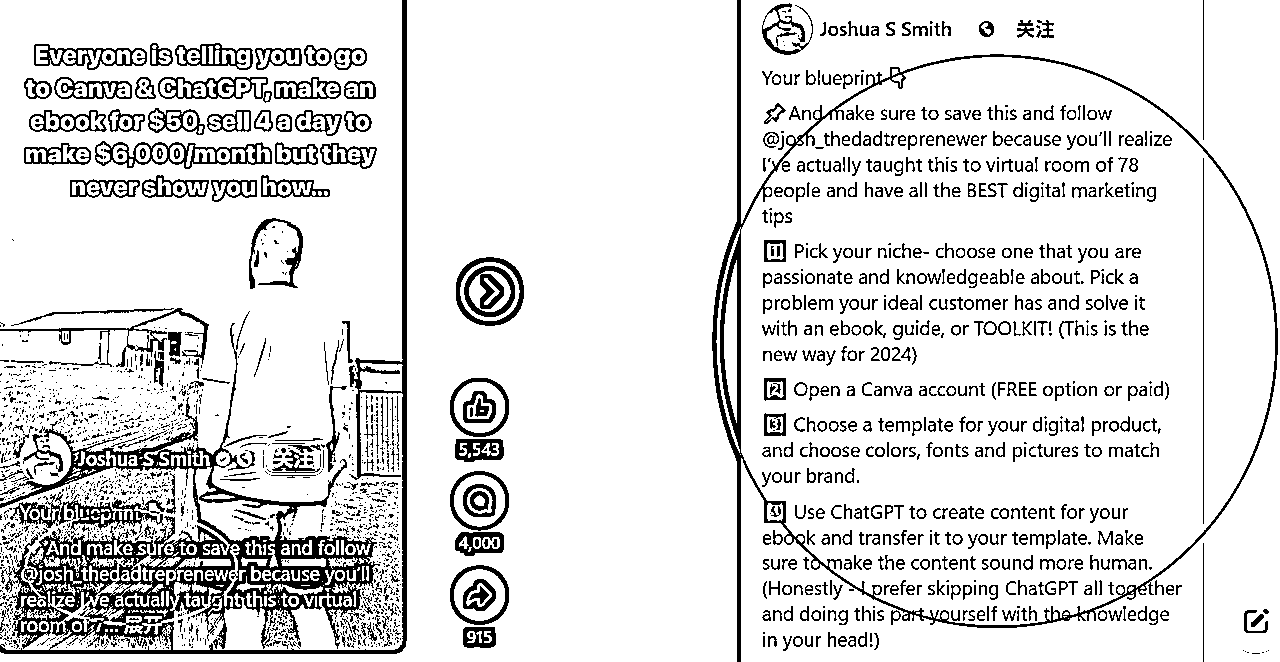 Everyone is telling you to go
to Canva & ChatGPT, make an
ebook for $50, sell 4 a day to
make $6,000/month but they
never show you how...
Joshua S Smith 关注
Your blueprint
And make sure to save this and follow
@josh_thedadtreprenewer because you'll
realize I've actually taught this to virtual
room of 7... 展开
5,543
4,000
915
Joshua S Smith 关注
Your blueprint
📌And make sure to save this and follow
@josh_thedadtreprenewer because you'll realize
I've actually taught this to virtual room of 78
people and have all the BEST digital marketing
tips
1️⃣ Pick your niche- choose one that you are
passionate and knowledgeable about. Pick a
problem your ideal customer has and solve it
with an ebook, guide, or TOOLKIT! (This is the
new way for 2024)
2️⃣ Open a Canva account (FREE option or paid)
3️⃣ Choose a template for your digital product,
and choose colors, fonts and pictures to match
your brand.
4️⃣ Use ChatGPT to create content for your
ebook and transfer it to your template. Make
sure to make the content sound more human.
(Honestly - I prefer skipping ChatGPT all together
and doing this part yourself with the knowledge
in your head!)